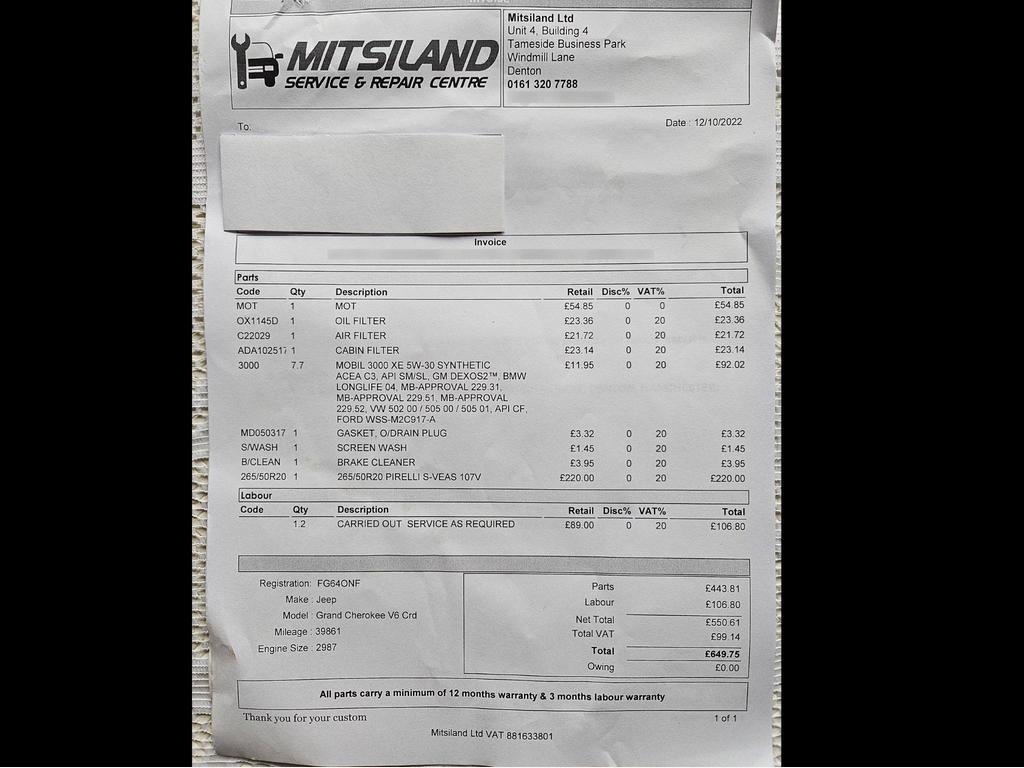 INVOICE
MITSILAND
SERVICE & REPAIR CENTRE
Mitsiland Ltd
Unit 4, Building 4
Tameside Business Park
Windmill Lane
Denton
0161 320 7788
To:
Date : 12/10/2022
Invoice
Parts
Code Qty Description Retail Disc% VAT% Total
MOT 1 MOT £54.85 0 0 £54.85
OX1145D 1 OIL FILTER £23.36 0 20 £23.36
C22029 1 AIR FILTER £21.72 0 20 £21.72
ADA102517 1 CABIN FILTER £23.14 0 20 £23.14
3000 7.7 MOBIL 3000 XE 5W-30 SYNTHETIC £11.95 0 20 £92.02
ACEA C3, API SM/SL, GM DEXOS2™, BMW
LONGLIFE 04, MB-APPROVAL 229.31,
MB-APPROVAL 229.51, MB-APPROVAL
229.52, VW 502 00 / 505 00 / 505 01, API CF,
FORD WSS-M2C917-A
MD050317 1 GASKET, O/DRAIN PLUG £3.32 0 20 £3.32
S/WASH 1 SCREEN WASH £1.45 0 20 £1.45
B/CLEAN 1 BRAKE CLEANER £3.95 0 20 £3.95
265/50R20 1 265/50R20 PIRELLI S-VEAS 107V £220.00 0 20 £220.00
Labour
Code Qty Description Retail Disc% VAT% Total
1.2 CARRIED OUT SERVICE AS REQUIRED £89.00 0 20 £106.80
Registration: FG64ONF
Make : Jeep
Model : Grand Cherokee V6 Crd
Mileage : 39861
Engine Size : 2987
Parts £443.81
Labour £106.80
Net Total £550.61
Total VAT £99.14
Total £649.75
Owing £0.00
All parts carry a minimum of 12 months warranty & 3 months labour warranty
Thank you for your custom
1 of 1
Mitsiland Ltd VAT 881633801